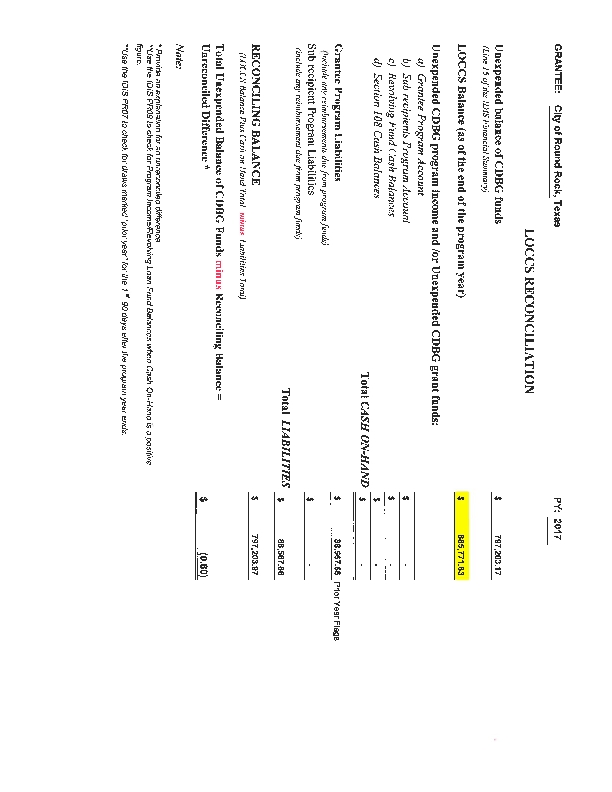 GRANTEE: City of Round Rock, Texas PY: 2017
LOCCS RECONCILIATION
Unexpended balance of CDBG funds $ 797,203.17
(Line 16 of the IDIS Financial Summary)
LOCCS Balance (as of the end of the program year) $ 885,771.63
Unexpended CDBG program income and /or Unexpended CDBG grant funds:
a) Grantee Program Account
b) Sub recipients Program Account $ -
c) Revolving Fund Cash Balances $ -
d) Section 108 Cash Balances $ -
Total CASH ON-HAND $ -
Grantee Program Liabilities $ 88,567.86 Prior Year Flags
(include any reimbursements due from program funds)
Sub recipient Program Liabilities $ -
(include any reimbursement due from program funds)
Total LIABILITIES $ 88,567.86
RECONCILING BALANCE $ 797,203.97
(LOCCS Balance Plus Cash on Hand Total minus Liabilities Total)
Total Unexpended Balance of CDBG Funds minus Reconciling Balance =
Unreconciled Difference * $ (0.80)
Note:
* Provide an explanation for an unreconciled difference
**Use the IDIS PR09 to check for Program Income/Revolving Loan Fund Balances when Cash On-Hand is a positive
figure.
**Use the IDIS PR07 to check for draws marked "prior year" for the 1st 90 days after the program year ends.